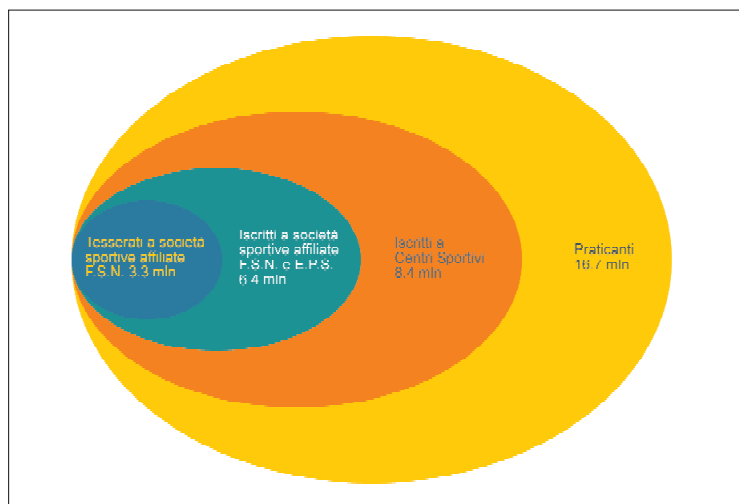 Tesserati a società
sportive affiliate
F.S.N. 3.3 mln
Iscritti a società
sportive affiliate
F.S.N. e E.P.S.
6.4 mln
Iscritti a
Centri Sportivi
8.4 mln
Praticanti
16.7 mln